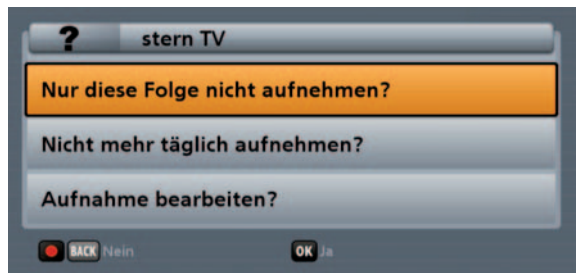 ? stern TV
Nur diese Folge nicht aufnehmen?
Nicht mehr täglich aufnehmen?
Aufnahme bearbeiten?
BACK Nein OK Ja